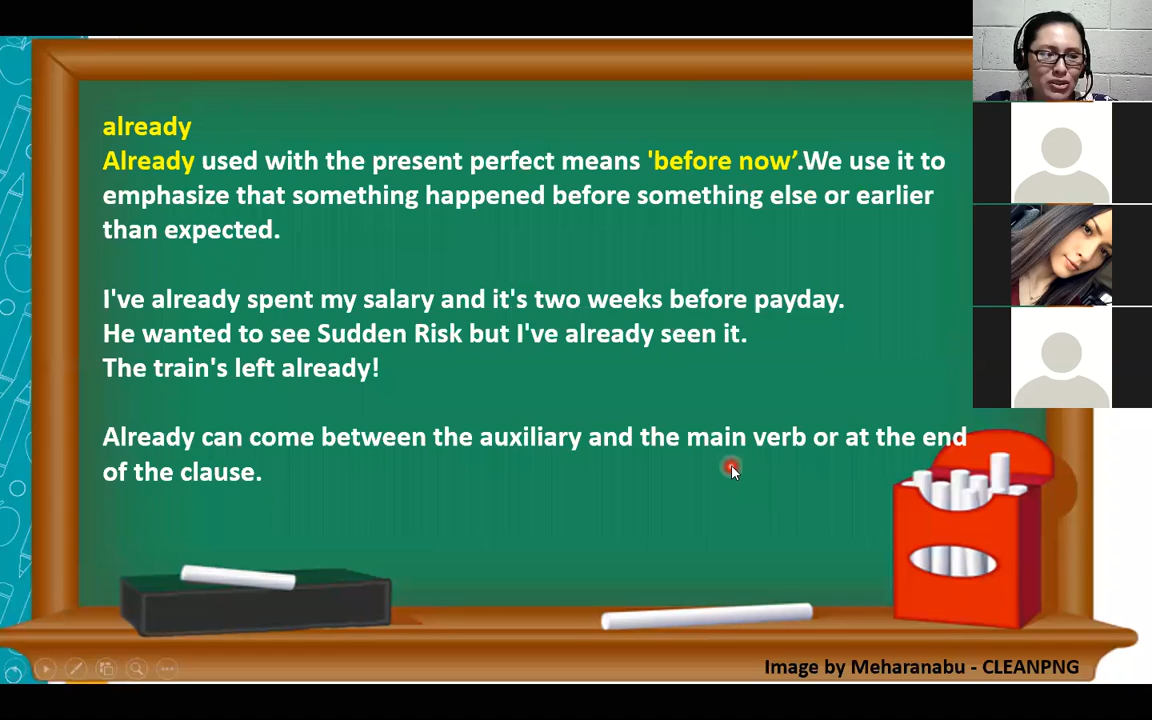 already
Already used with the present perfect means 'before now’.We use it to
emphasize that something happened before something else or earlier
than expected.
I've already spent my salary and it's two weeks before payday.
He wanted to see Sudden Risk but I've already seen it.
The train's left already!
Already can come between the auxiliary and the main verb or at the end
of the clause.
Image by Meharanabu - CLEANPNG